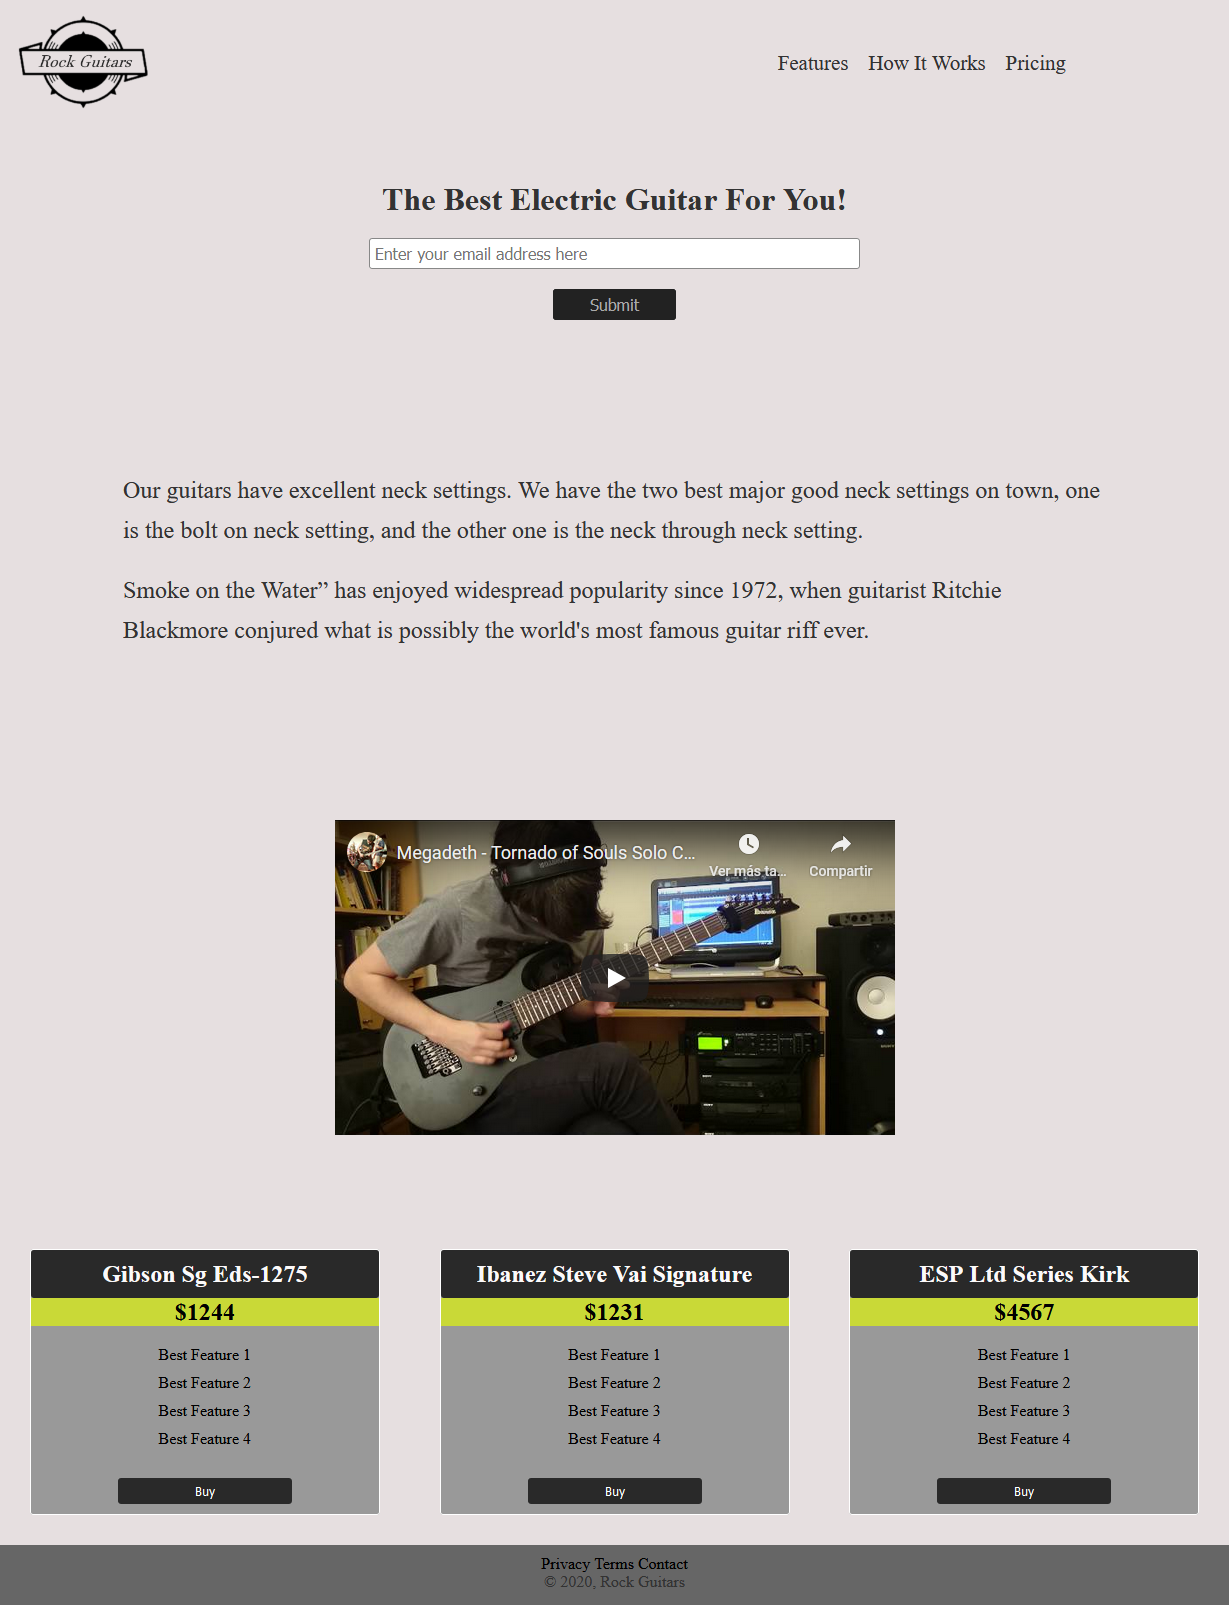 Rock Guitars
Features How It Works Pricing
The Best Electric Guitar For You!
Enter your email address here
Submit
Our guitars have excellent neck settings. We have the two best major good neck settings on town, one
is the bolt on neck setting, and the other one is the neck through neck setting.
Smoke on the Water” has enjoyed widespread popularity since 1972, when guitarist Ritchie
Blackmore conjured what is possibly the world's most famous guitar riff ever.
Megadeth - Tornado of Souls Solo C...
Ver más ta...
Compartir
Ibanez
Gibson Sg Eds-1275
$1244
Best Feature 1
Best Feature 2
Best Feature 3
Best Feature 4
Buy
Ibanez Steve Vai Signature
$1231
Best Feature 1
Best Feature 2
Best Feature 3
Best Feature 4
Buy
ESP Ltd Series Kirk
$4567
Best Feature 1
Best Feature 2
Best Feature 3
Best Feature 4
Buy
Privacy Terms Contact
© 2020, Rock Guitars